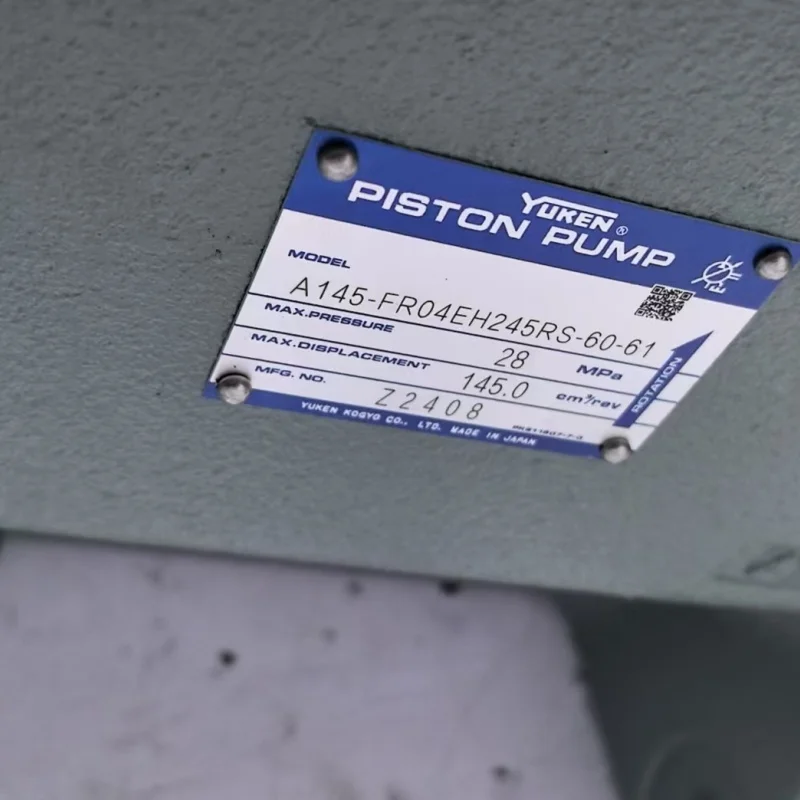 YUKEN®
PISTON PUMP
MODEL
A145-FR04EH245RS-60-61
MAX.PRESSURE 28 MPa
MAX.DISPLACEMENT 145.0 cm³/rev
MFG. NO. Z2408
ROTATION
YUKEN KOGYO CO., LTD. MADE IN JAPAN